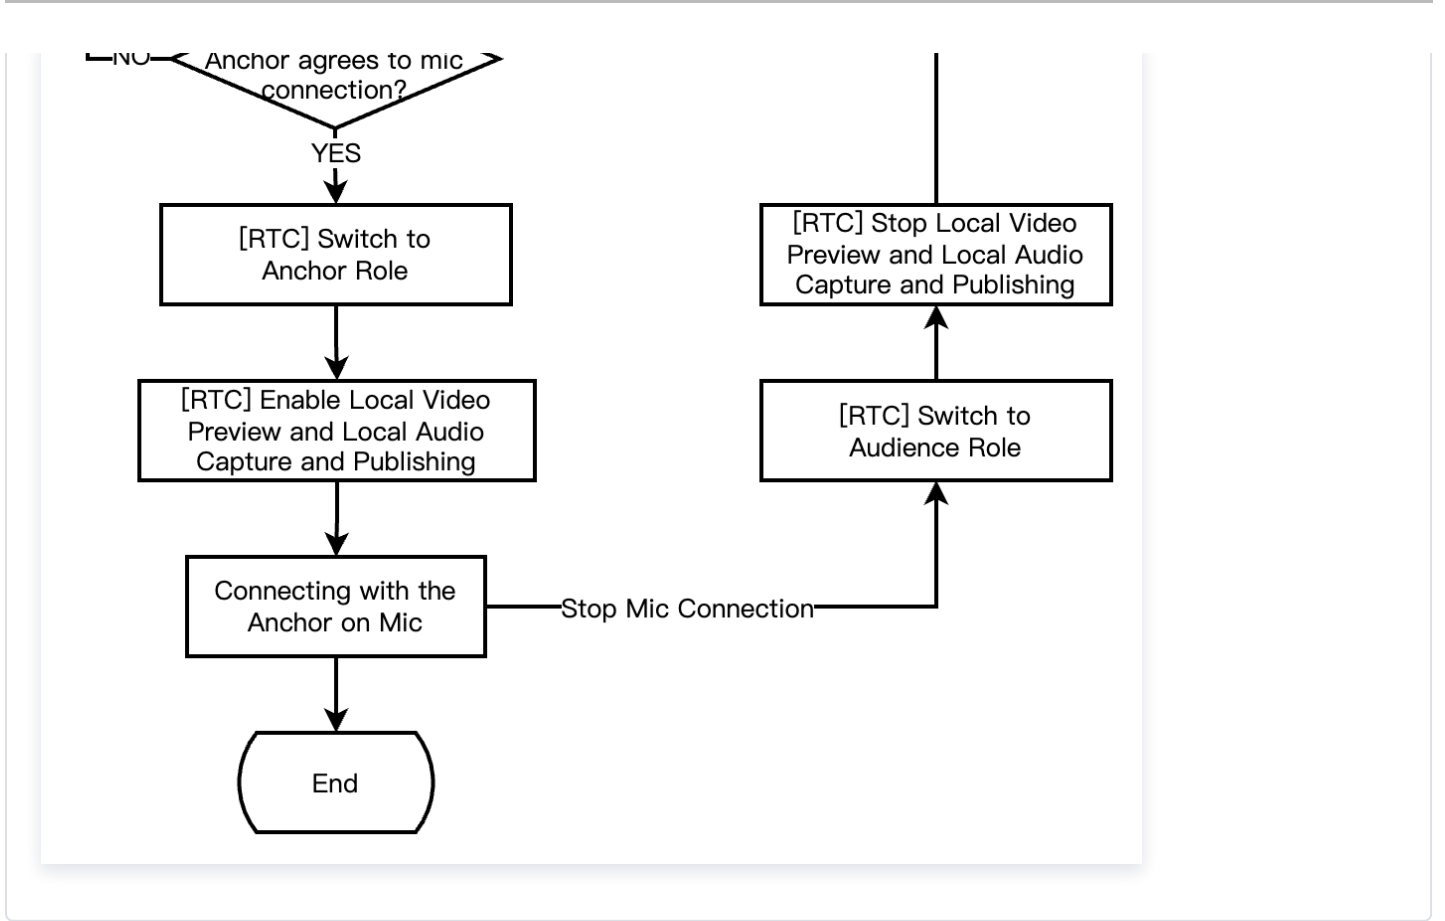 NO
Anchor agrees to mic
connection?
YES
[RTC] Switch to
Anchor Role
[RTC] Stop Local Video
Preview and Local Audio
Capture and Publishing
[RTC] Enable Local Video
Preview and Local Audio
Capture and Publishing
[RTC] Switch to
Audience Role
Connecting with the
Anchor on Mic
Stop Mic Connection
End